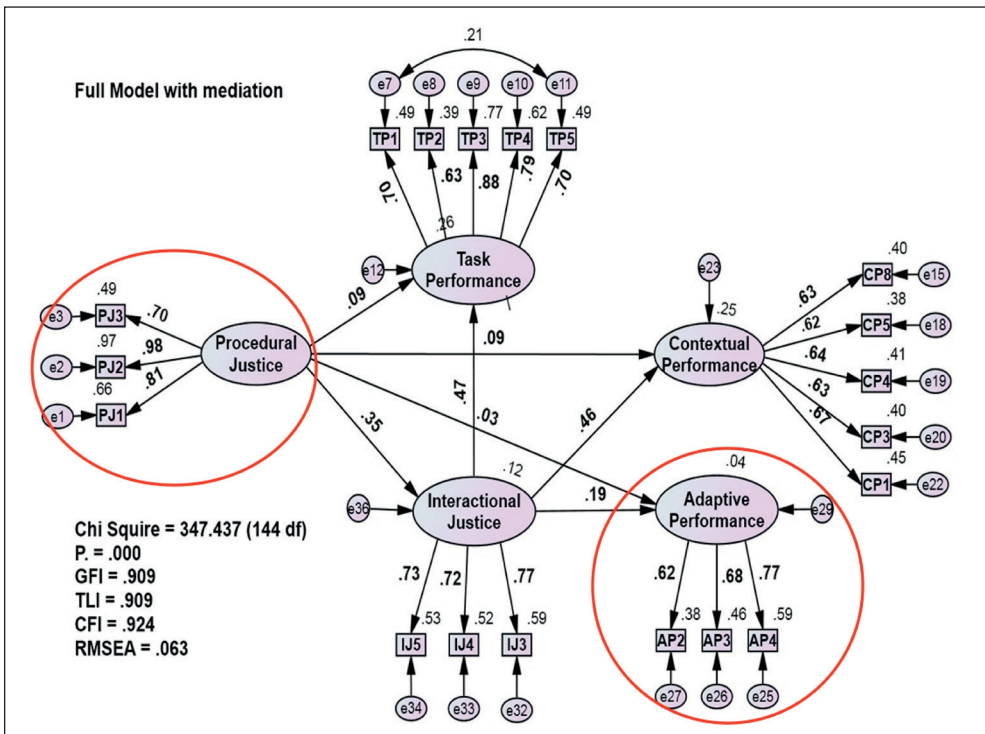 .21
e7 e8 e9 e10 e11
Full Model with mediation
.49 .39 .77 .62 .49
TP1 TP2 TP3 TP4 TP5
.70 .63 .88 .79 .70
.26
Task
Performance
e12
e23
.40
CP8 e15
.38
CP5 e18
.41
CP4 e19
.40
CP3 e20
.45
CP1 e22
.63
.62
.64
.63
.67
.25
Contextual
Performance
.49
e3 PJ3 .70
.97
e2 PJ2 .98
.66
e1 PJ1 .81
Procedural
Justice
.09
.09
.47
.03
.46
.35
.12
.19
e36
Interactional
Justice
.04
Adaptive
Performance
e29
Chi Squire = 347.437 (144 df)
P. = .000
GFI = .909
TLI = .909
CFI = .924
RMSEA = .063
.73 .72 .77
.53 .52 .59
IJ5 IJ4 IJ3
e34 e33 e32
.62 .68 .77
.38 .46 .59
AP2 AP3 AP4
e27 e26 e25